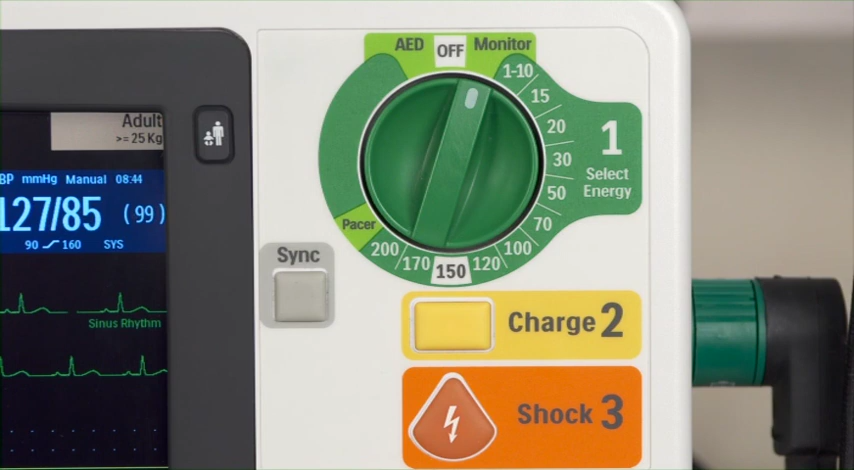 Adult
>= 25 Kg
BP mmHg Manual 08:44
127/85 (99)
90 160 SYS
Sinus Rhythm
AED OFF Monitor
1-10
15
20
30
50
70
100
120
150
170
200
Pacer
1
Select
Energy
Sync
Charge 2
Shock 3